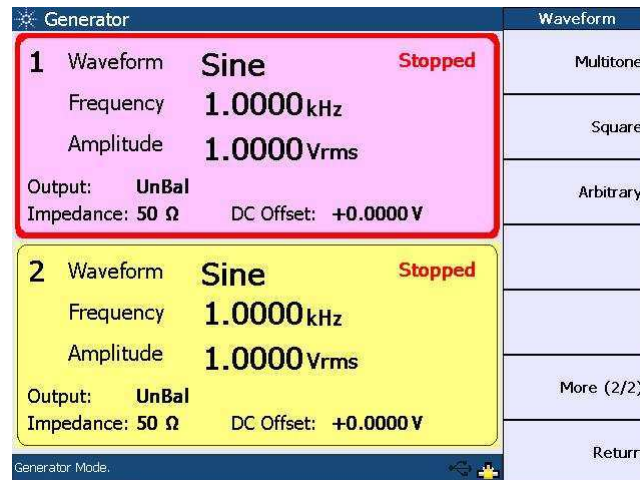 Generator
Waveform
1 Waveform Sine Stopped
Frequency 1.0000 kHz
Amplitude 1.0000 Vrms
Output: UnBal
Impedance: 50 Ω DC Offset: +0.0000 V
2 Waveform Sine Stopped
Frequency 1.0000 kHz
Amplitude 1.0000 Vrms
Output: UnBal
Impedance: 50 Ω DC Offset: +0.0000 V
Generator Mode.
Multitone
Square
Arbitrary
More (2/2)
Return